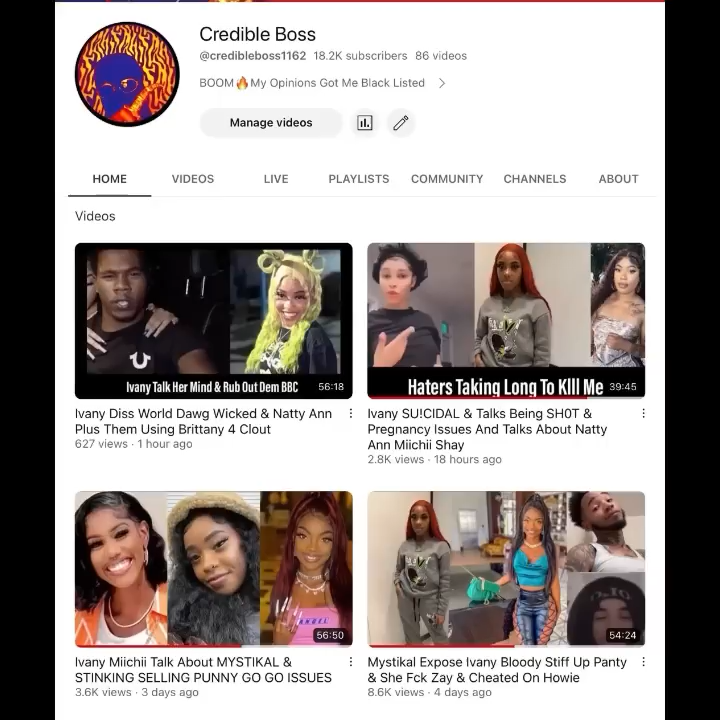 Credible Boss
@credibleboss1162 18.2K subscribers 86 videos
BOOM🔥My Opinions Got Me Black Listed >
Manage videos
HOME VIDEOS LIVE PLAYLISTS COMMUNITY CHANNELS ABOUT
Videos
Ivany Talk Her Mind & Rub Out Dem BBC 56:18
Haters Taking Long To KIll Me 39:45
Ivany Diss World Dawg Wicked & Natty Ann
Plus Them Using Brittany 4 Clout
627 views · 1 hour ago
Ivany SU!CIDAL & Talks Being SH0T &
Pregnancy Issues And Talks About Natty
Ann Miichii Shay
2.8K views · 18 hours ago
ANGEL
56:50
54:24
Ivany Miichii Talk About MYSTIKAL &
STINKING SELLING PUNNY GO GO ISSUES
3.6K views · 3 days ago
Mystikal Expose Ivany Bloody Stiff Up Panty
& She Fck Zay & Cheated On Howie
8.6K views · 4 days ago